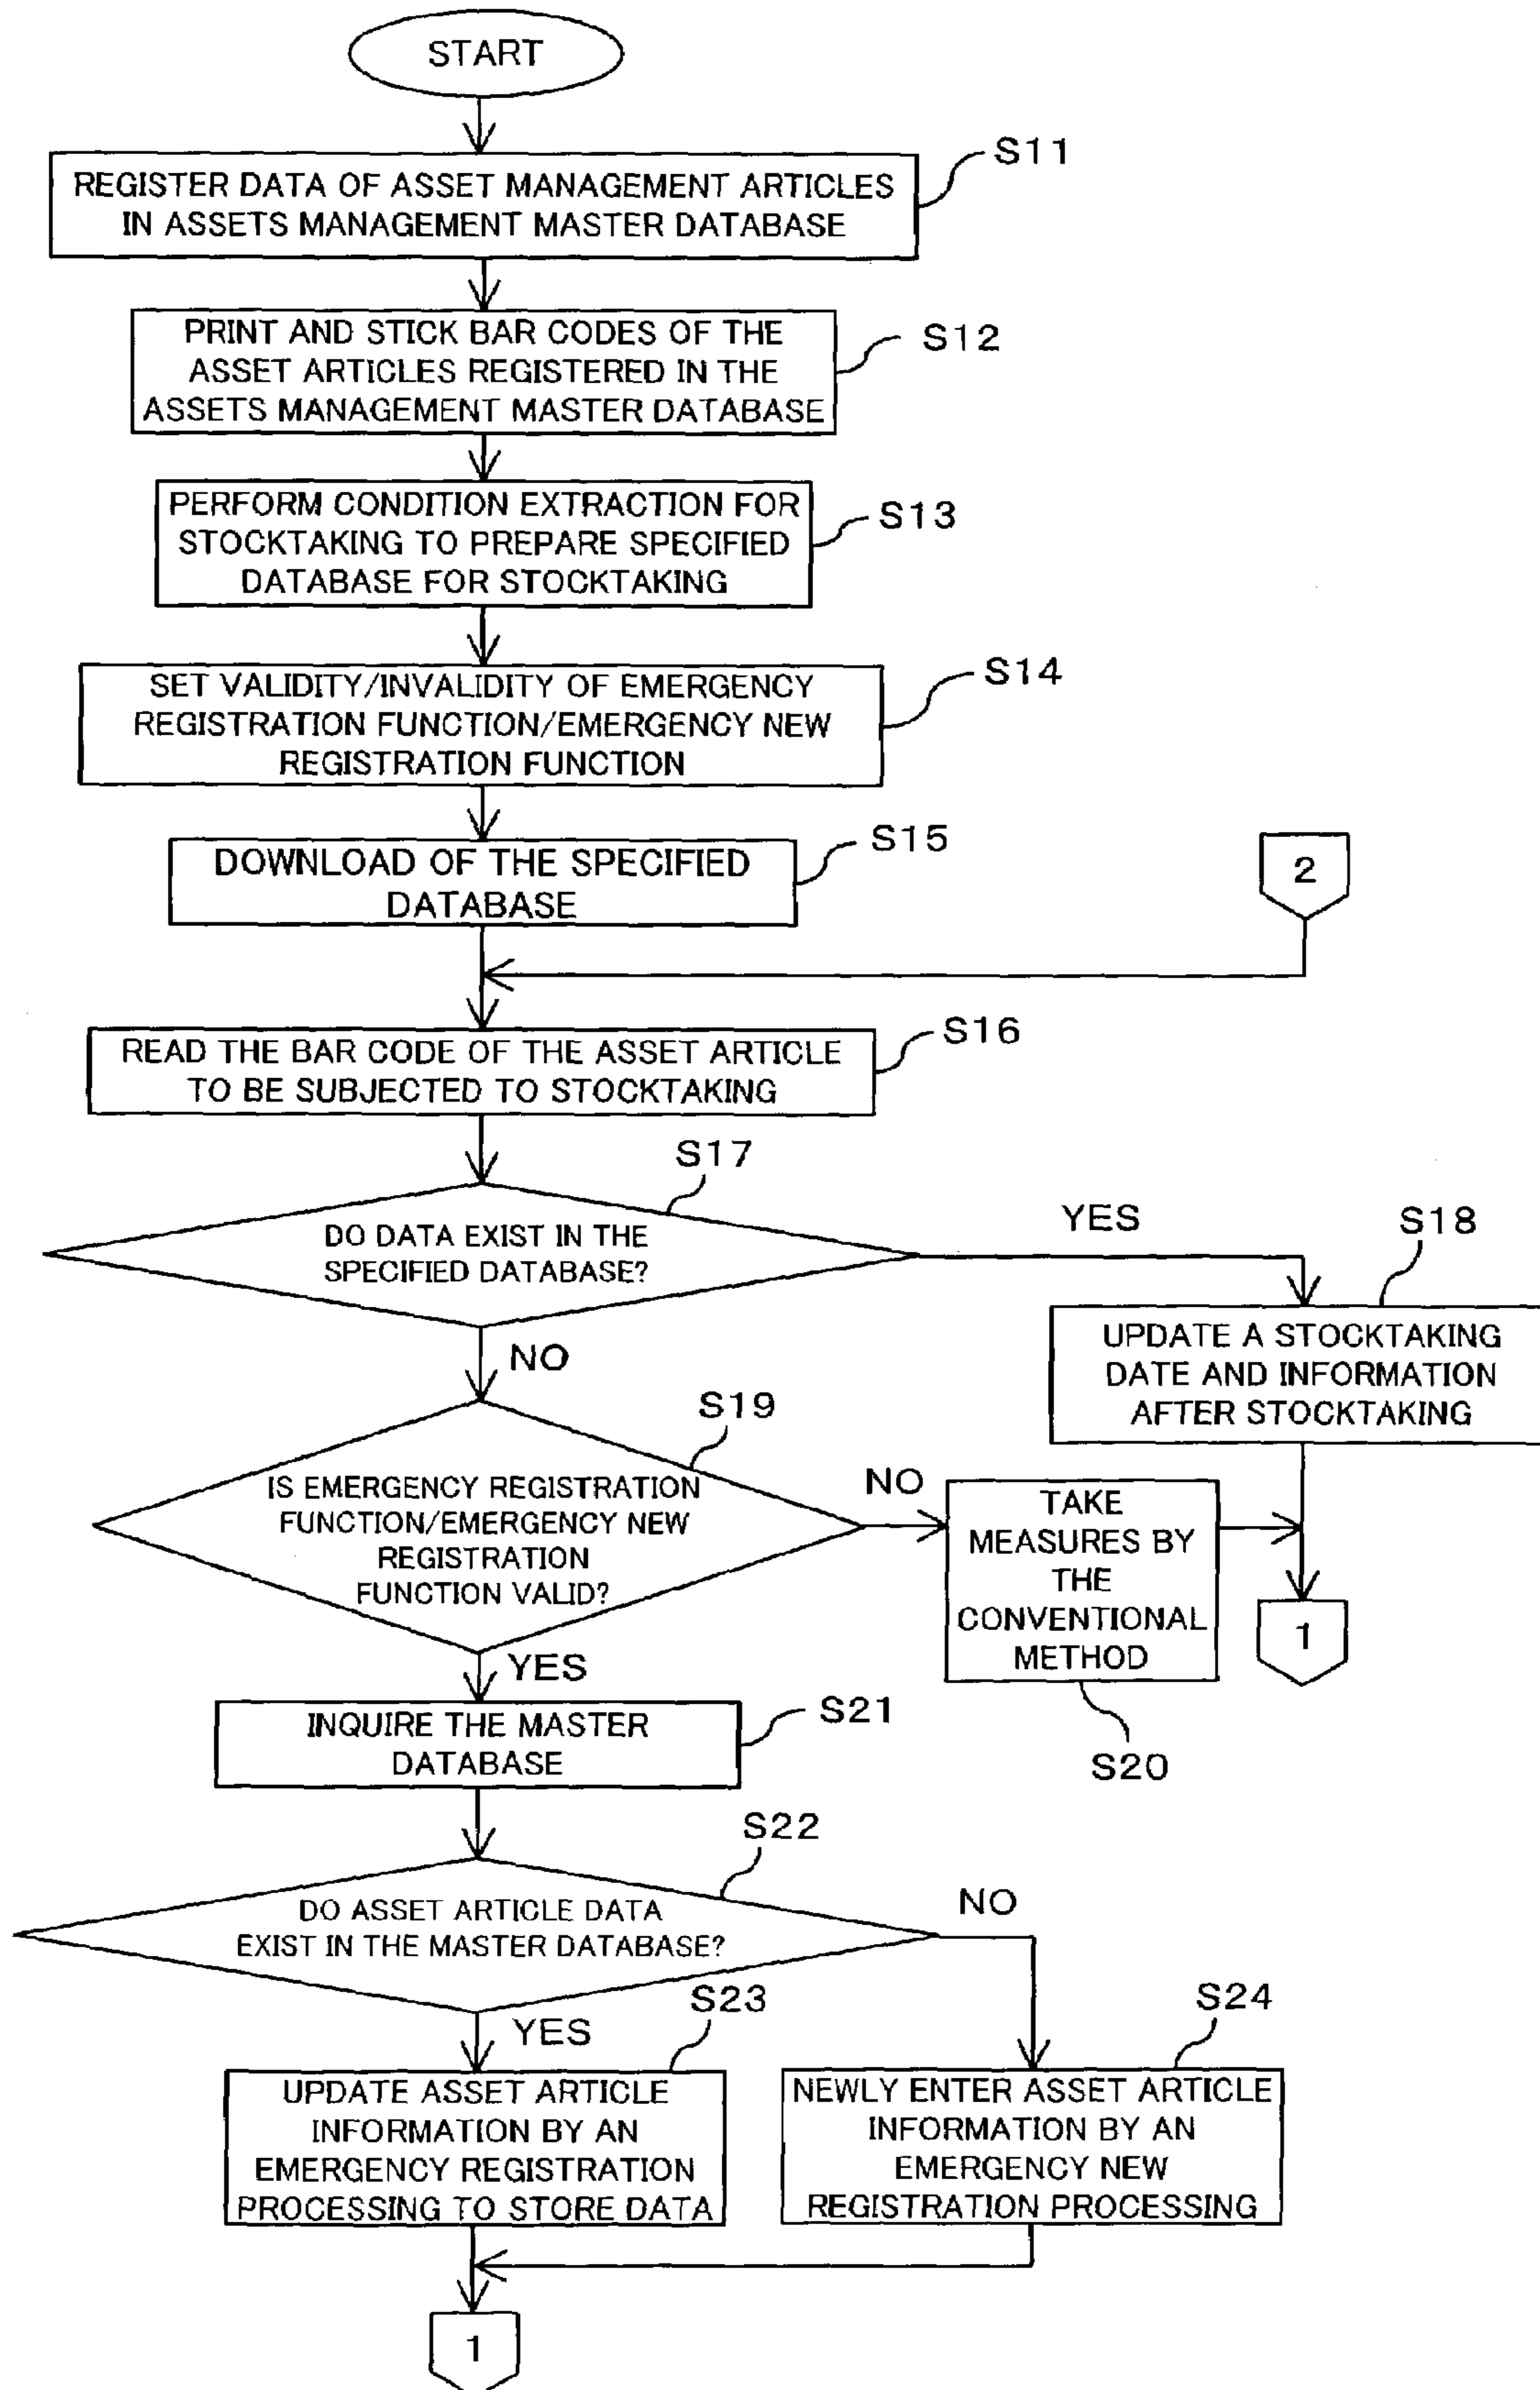 START
S11
REGISTER DATA OF ASSET MANAGEMENT ARTICLES
IN ASSETS MANAGEMENT MASTER DATABASE
S12
PRINT AND STICK BAR CODES OF THE
ASSET ARTICLES REGISTERED IN THE
ASSETS MANAGEMENT MASTER DATABASE
S13
PERFORM CONDITION EXTRACTION FOR
STOCKTAKING TO PREPARE SPECIFIED
DATABASE FOR STOCKTAKING
S14
SET VALIDITY/INVALIDITY OF EMERGENCY
REGISTRATION FUNCTION/EMERGENCY NEW
REGISTRATION FUNCTION
S15
DOWNLOAD OF THE SPECIFIED
DATABASE
2
S16
READ THE BAR CODE OF THE ASSET ARTICLE
TO BE SUBJECTED TO STOCKTAKING
S17
DO DATA EXIST IN THE
SPECIFIED DATABASE?
YES
S18
UPDATE A STOCKTAKING
DATE AND INFORMATION
AFTER STOCKTAKING
NO
S19
IS EMERGENCY REGISTRATION
FUNCTION/EMERGENCY NEW
REGISTRATION
FUNCTION VALID?
NO
TAKE
MEASURES BY
THE
CONVENTIONAL
METHOD
S20
1
YES
S21
INQUIRE THE MASTER
DATABASE
S22
DO ASSET ARTICLE DATA
EXIST IN THE MASTER DATABASE?
NO
YES
S23
UPDATE ASSET ARTICLE
INFORMATION BY AN
EMERGENCY REGISTRATION
PROCESSING TO STORE DATA
S24
NEWLY ENTER ASSET ARTICLE
INFORMATION BY AN
EMERGENCY NEW
REGISTRATION PROCESSING
1